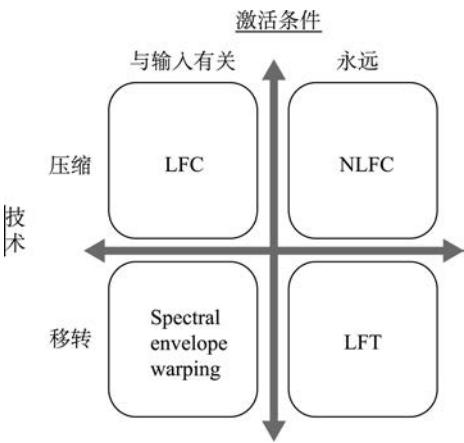 激活条件
与输入有关
永远
压缩
LFC
NLFC
技
术
移转
Spectral
envelope
warping
LFT